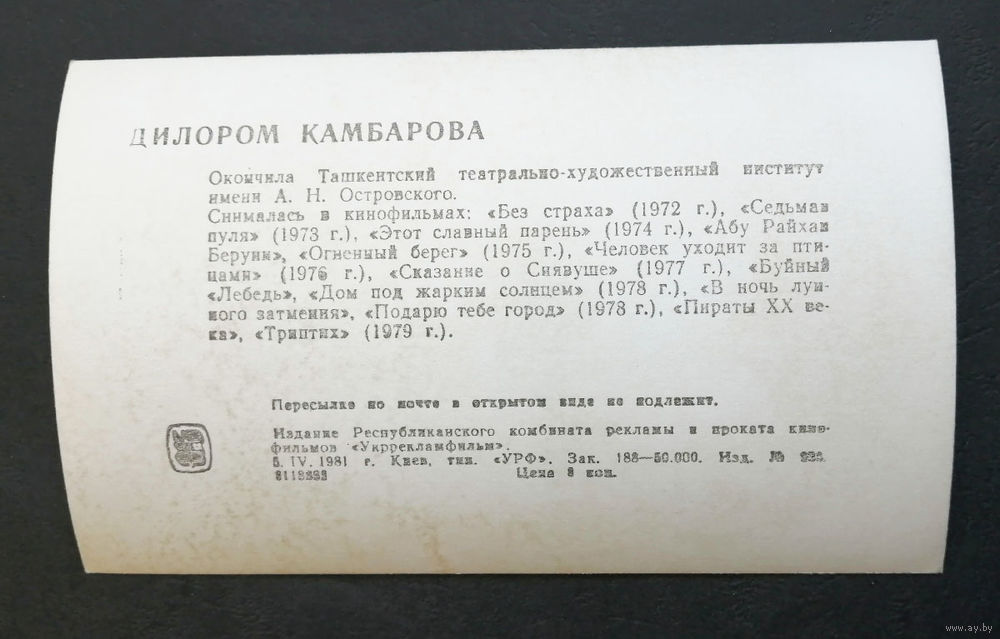 ДИЛОРОМ КАМБАРОВА
Окончила Ташкентский театрально-художественный институт
имени А. Н. Островского.
Снималась в кинофильмах: «Без страха» (1972 г.), «Седьмая
пуля» (1973 г.), «Этот славный парень» (1974 г.), «Абу Райхан
Беруни», «Огненный берег» (1975 г.), «Человек уходит за пти-
цами» (1976 г.), «Сказание о Сиявуше» (1977 г.), «Буйный
«Лебедь», «Дом под жарким солнцем» (1978 г.), «В ночь лун-
ного затмения», «Подарю тебе город» (1978 г.), «Пираты XX ве-
ка», «Триптих» (1979 г.).
Пересылке по почте в открытом виде не подлежит.
Издание Республиканского комбината рекламы и проката кино-
фильмов «Укррекламфильм».
5. IV. 1981 г. Киев, тип. «УРФ». Зак. 188—50.000. Изд. №
Цена 8 коп.
www.ay.by